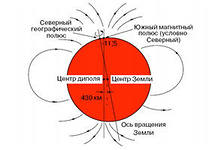 Северный
географический
полюс
Южный магнитный
полюс (условно
Северный)
11,5
Центр диполя
Центр Земли
430 км
Ось вращения
Земли